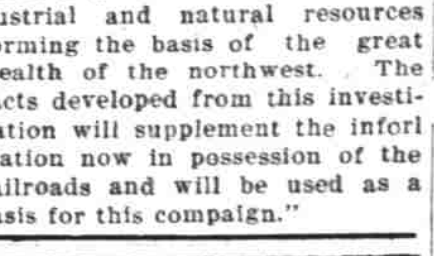 ustrial and natural resources
orming the basis of the great
ealth of the northwest. The
acts developed from this investi-
ation will supplement the inforl
ation now in possession of the
ailroads and will be used as a
asis for this compaign."